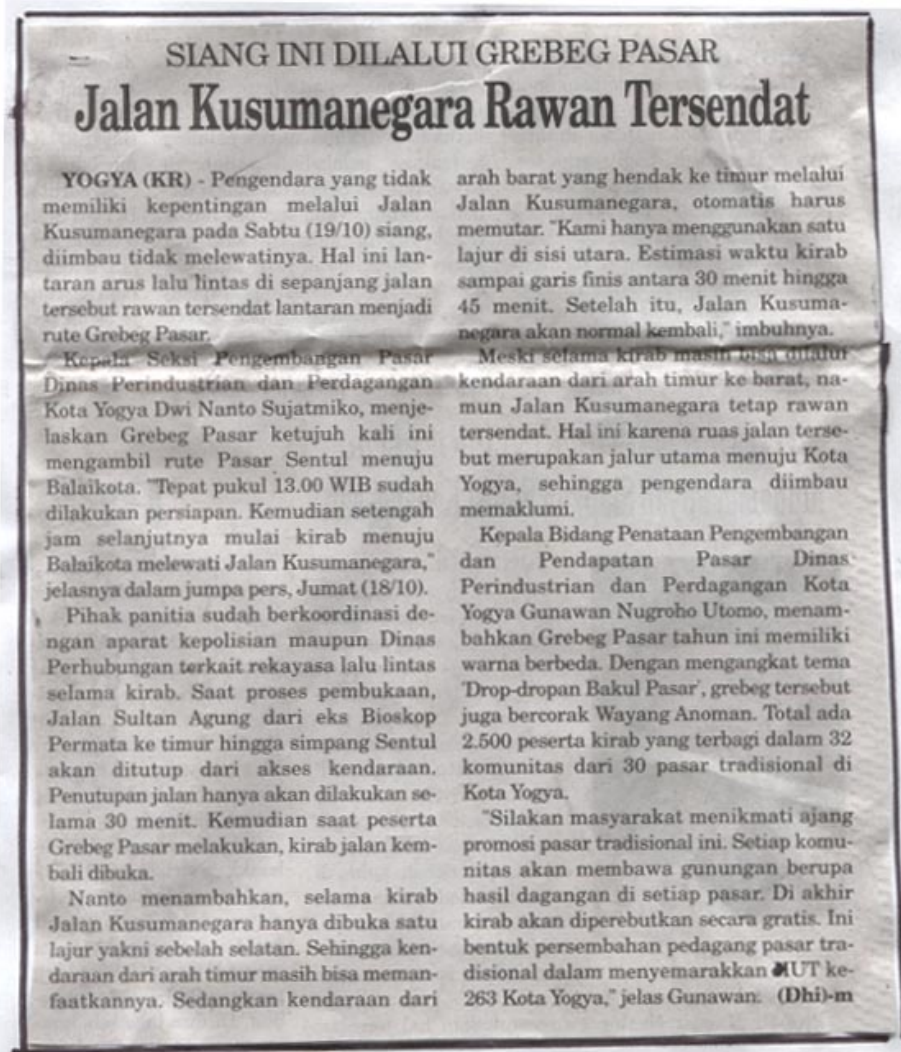 SIANG INI DILALUI GREBEG PASAR
Jalan Kusumanegara Rawan Tersendat
YOGYA (KR) - Pengendara yang tidak
memiliki kepentingan melalui Jalan
Kusumanegara pada Sabtu (19/10) siang,
diimbau tidak melewatinya. Hal ini lan-
taran arus lalu lintas di sepanjang jalan
tersebut rawan tersendat lantaran menjadi
rute Grebeg Pasar.
Kepala Seksi Pengembangan Pasar
Dinas Perindustrian dan Perdagangan
Kota Yogya Dwi Nanto Sujatmiko, menje-
laskan Grebeg Pasar ketujuh kali ini
mengambil rute Pasar Sentul menuju
Balaikota. "Tepat pukul 13.00 WIB sudah
dilakukan persiapan. Kemudian setengah
jam selanjutnya mulai kirab menuju
Balaikota melewati Jalan Kusumanegara,"
jelasnya dalam jumpa pers, Jumat (18/10).
Pihak panitia sudah berkoordinasi de-
ngan aparat kepolisian maupun Dinas
Perhubungan terkait rekayasa lalu lintas
selama kirab. Saat proses pembukaan,
Jalan Sultan Agung dari eks Bioskop
Permata ke timur hingga simpang Sentul
akan ditutup dari akses kendaraan.
Penutupan jalan hanya akan dilakukan se-
lama 30 menit. Kemudian saat peserta
Grebeg Pasar melakukan, kirab jalan kem-
bali dibuka.
Nanto menambahkan, selama kirab
Jalan Kusumanegara hanya dibuka satu
lajur yakni sebelah selatan. Sehingga ken-
daraan dari arah timur masih bisa meman-
faatkannya. Sedangkan kendaraan dari
arah barat yang hendak ke timur melalui
Jalan Kusumanegara, otomatis harus
memutar. "Kami hanya menggunakan satu
lajur di sisi utara. Estimasi waktu kirab
sampai garis finis antara 30 menit hingga
45 menit. Setelah itu, Jalan Kusuma-
negara akan normal kembali," imbuhnya.
Meski selama kirab masih bisa dilalui
kendaraan dari arah timur ke barat, na-
mun Jalan Kusumanegara tetap rawan
tersendat. Hal ini karena ruas jalan terse-
but merupakan jalur utama menuju Kota
Yogya, sehingga pengendara diimbau
memaklumi.
Kepala Bidang Penataan Pengembangan
dan Pendapatan Pasar Dinas
Perindustrian dan Perdagangan Kota
Yogya Gunawan Nugroho Utomo, menam-
bahkan Grebeg Pasar tahun ini memiliki
warna berbeda. Dengan mengangkat tema
'Drop-dropan Bakul Pasar', grebeg tersebut
juga bercorak Wayang Anoman. Total ada
2.500 peserta kirab yang terbagi dalam 32
komunitas dari 30 pasar tradisional di
Kota Yogya.
"Silakan masyarakat menikmati ajang
promosi pasar tradisional ini. Setiap komu-
nitas akan membawa gunungan berupa
hasil dagangan di setiap pasar. Di akhir
kirab akan diperebutkan secara gratis. Ini
bentuk persembahan pedagang pasar tra-
disional dalam menyemarakkan HUT ke-
263 Kota Yogya," jelas Gunawan. (Dhi)-m